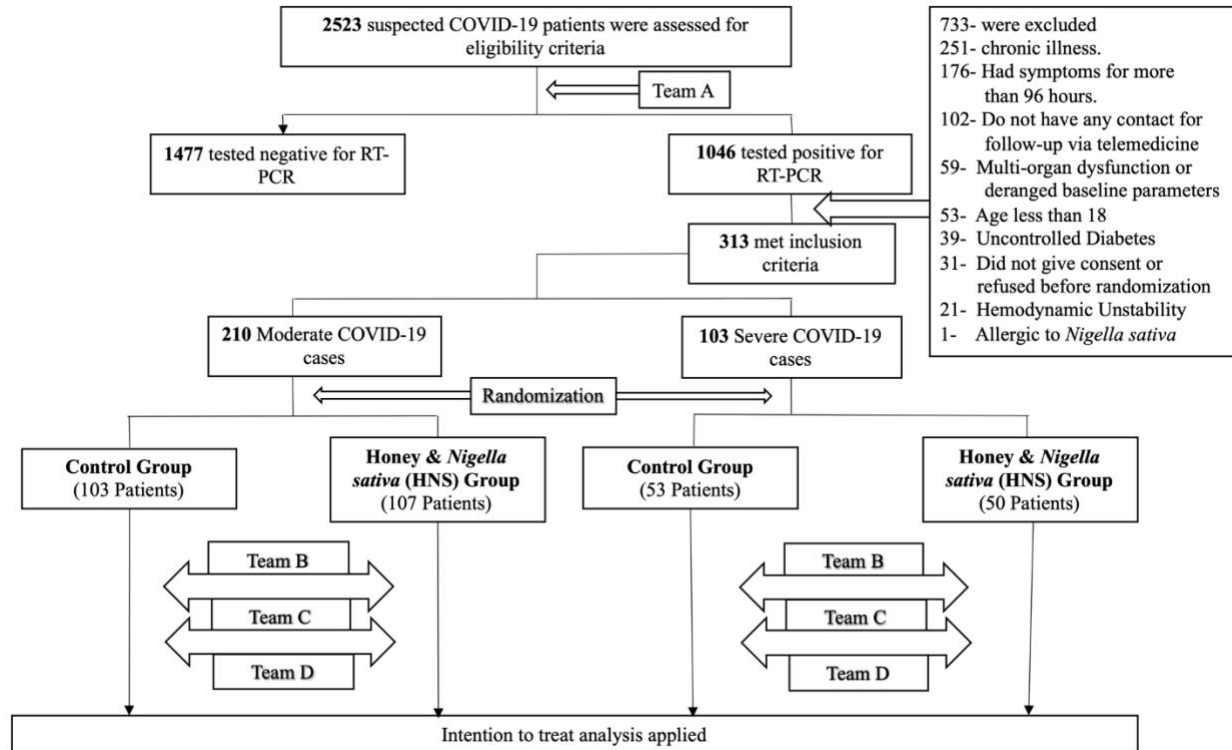 2523 suspected COVID-19 patients were assessed for
eligibility criteria
Team A
733- were excluded
251- chronic illness.
176- Had symptoms for more
than 96 hours.
102- Do not have any contact for
follow-up via telemedicine
59- Multi-organ dysfunction or
deranged baseline parameters
53- Age less than 18
39- Uncontrolled Diabetes
31- Did not give consent or
refused before randomization
21- Hemodynamic Unstability
1- Allergic to Nigella sativa
1477 tested negative for RT-
PCR
1046 tested positive for
RT-PCR
313 met inclusion
criteria
210 Moderate COVID-19
cases
103 Severe COVID-19
cases
Randomization
Control Group
(103 Patients)
Honey & Nigella
sativa (HNS) Group
(107 Patients)
Control Group
(53 Patients)
Honey & Nigella
sativa (HNS) Group
(50 Patients)
Team B
Team C
Team D
Team B
Team C
Team D
Intention to treat analysis applied